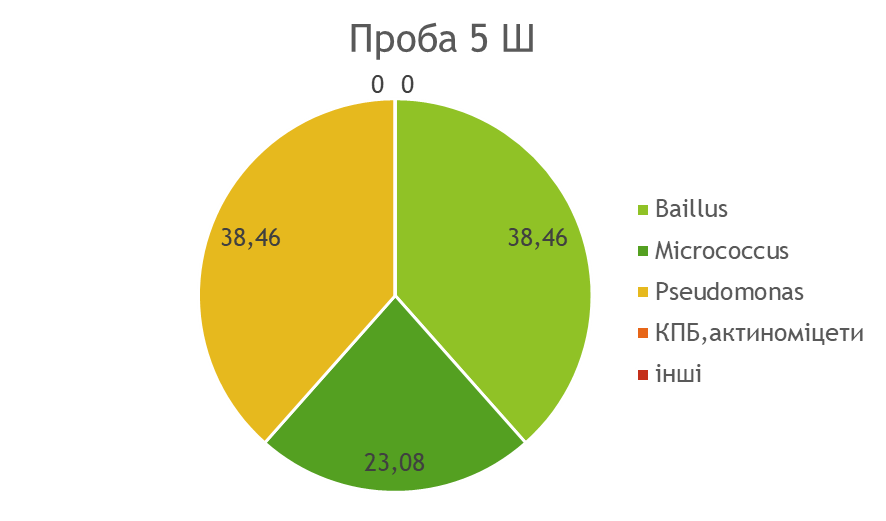 Проба 5 Ш
0 0
38,46
38,46
23,08
Baillus
Micrococcus
Pseudomonas
КПБ,актиноміцети
інші